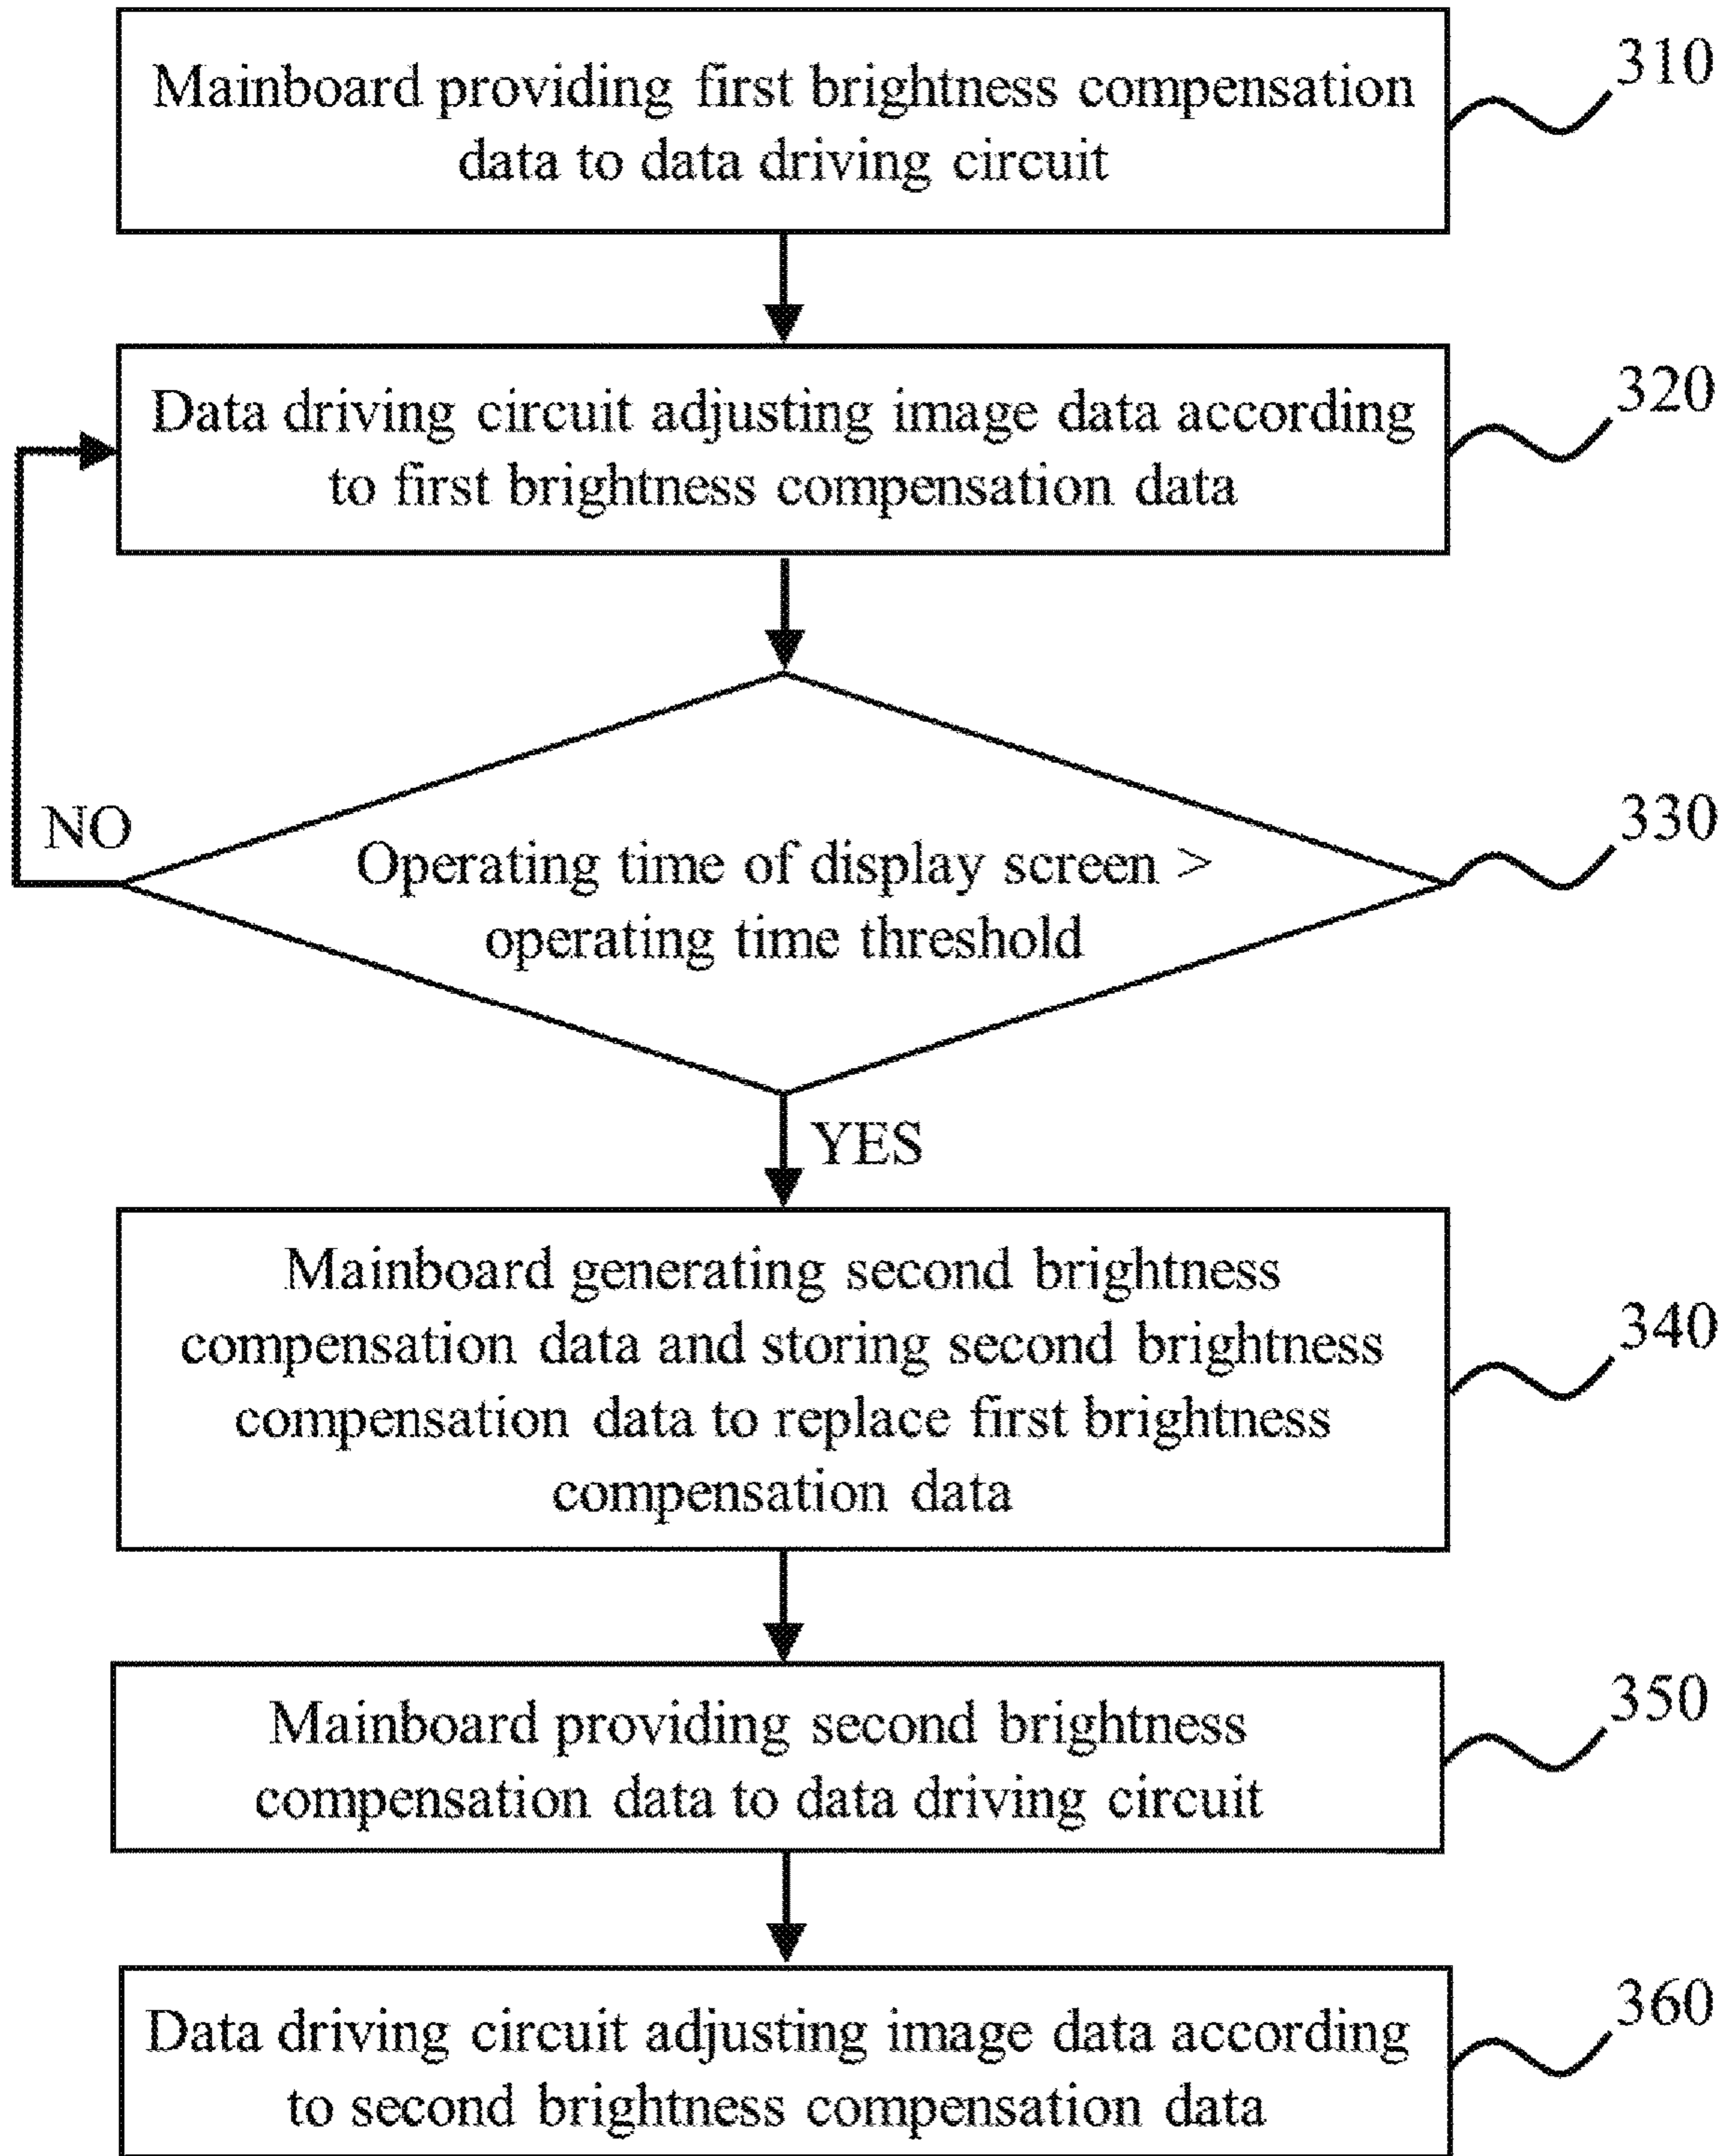 Mainboard providing first brightness compensation
data to data driving circuit
310
Data driving circuit adjusting image data according
to first brightness compensation data
320
NO
Operating time of display screen >
operating time threshold
330
YES
Mainboard generating second brightness
compensation data and storing second brightness
compensation data to replace first brightness
compensation data
340
Mainboard providing second brightness
compensation data to data driving circuit
350
Data driving circuit adjusting image data according
to second brightness compensation data
360